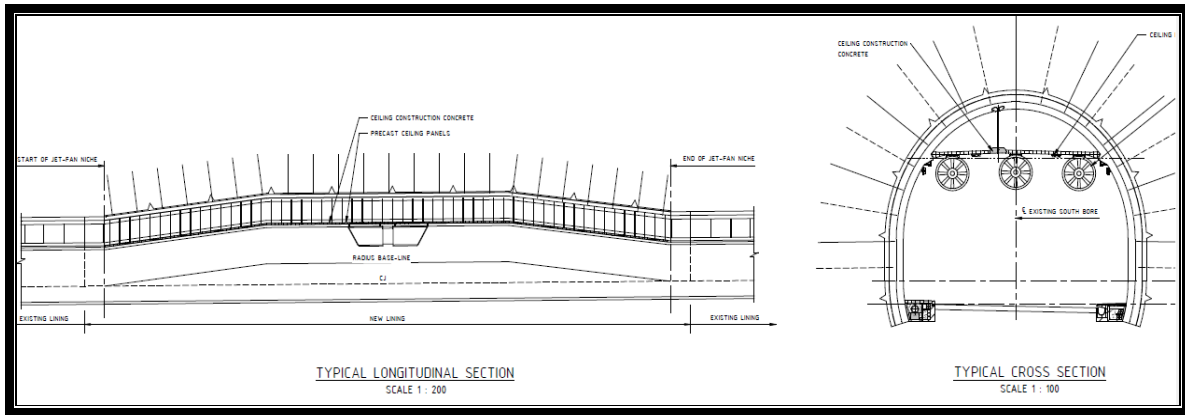 CEILING CONSTRUCTION CONCRETE
PRECAST CEILING PANELS
START OF JET-FAN NICHE
END OF JET-FAN NICHE
RADIUS BASE-LINE
CJ
EXISTING LINING
NEW LINING
EXISTING LINING
TYPICAL LONGITUDINAL SECTION
SCALE 1 : 200
CEILING CONSTRUCTION
CONCRETE
CEILING
℄ EXISTING SOUTH BORE
TYPICAL CROSS SECTION
SCALE 1 : 100